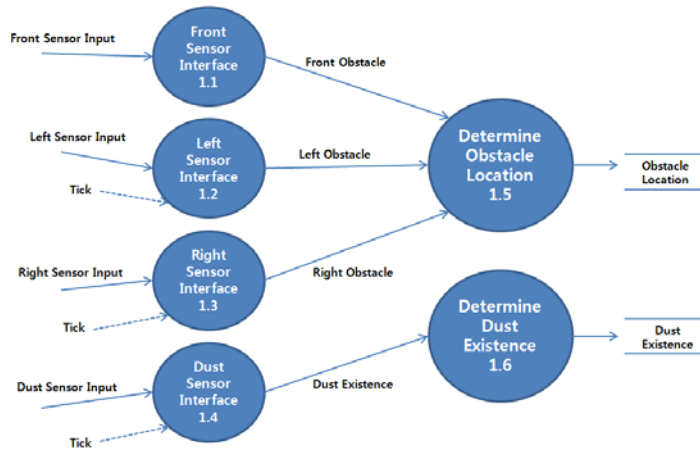 Front Sensor Input
Front
Sensor
Interface
1.1
Front Obstacle
Left Sensor Input
Tick
Left
Sensor
Interface
1.2
Left Obstacle
Determine
Obstacle
Location
1.5
Obstacle
Location
Right Sensor Input
Tick
Right
Sensor
Interface
1.3
Right Obstacle
Dust Sensor Input
Tick
Dust
Sensor
Interface
1.4
Dust Existence
Determine
Dust
Existence
1.6
Dust
Existence